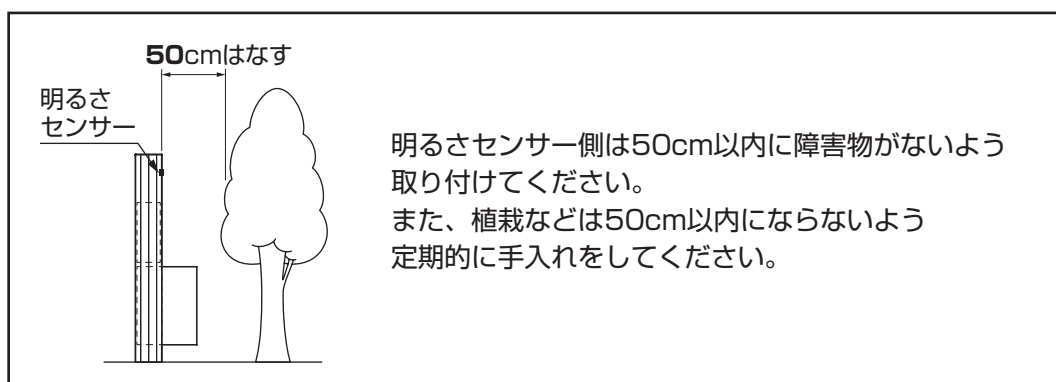 50cmはなす
明るさ
センサー
明るさセンサー側は50cm以内に障害物がないよう
取り付けてください。
また、植栽などは50cm以内にならないよう
定期的に手入れをしてください。